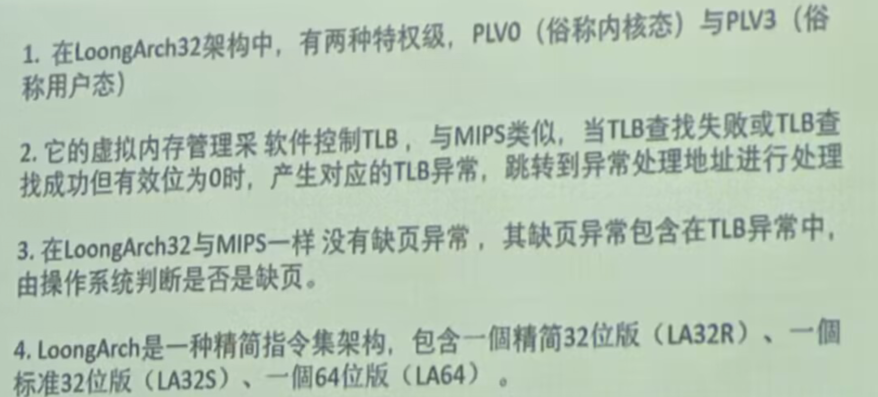 1. 在LoongArch32架构中，有两种特权级，PLV0（俗称内核态）与PLV3（俗
称用户态）
2. 它的虚拟内存管理采 软件控制TLB ，与MIPS类似，当TLB查找失败或TLB查
找成功但有效位为0时，产生对应的TLB异常，跳转到异常处理地址进行处理
3. 在LoongArch32与MIPS一样 没有缺页异常 ，其缺页异常包含在TLB异常中，
由操作系统判断是否是缺页。
4. LoongArch是一种精简指令集架构，包含一個精简32位版（LA32R）、一個
标准32位版（LA32S）、一個64位版（LA64） 。